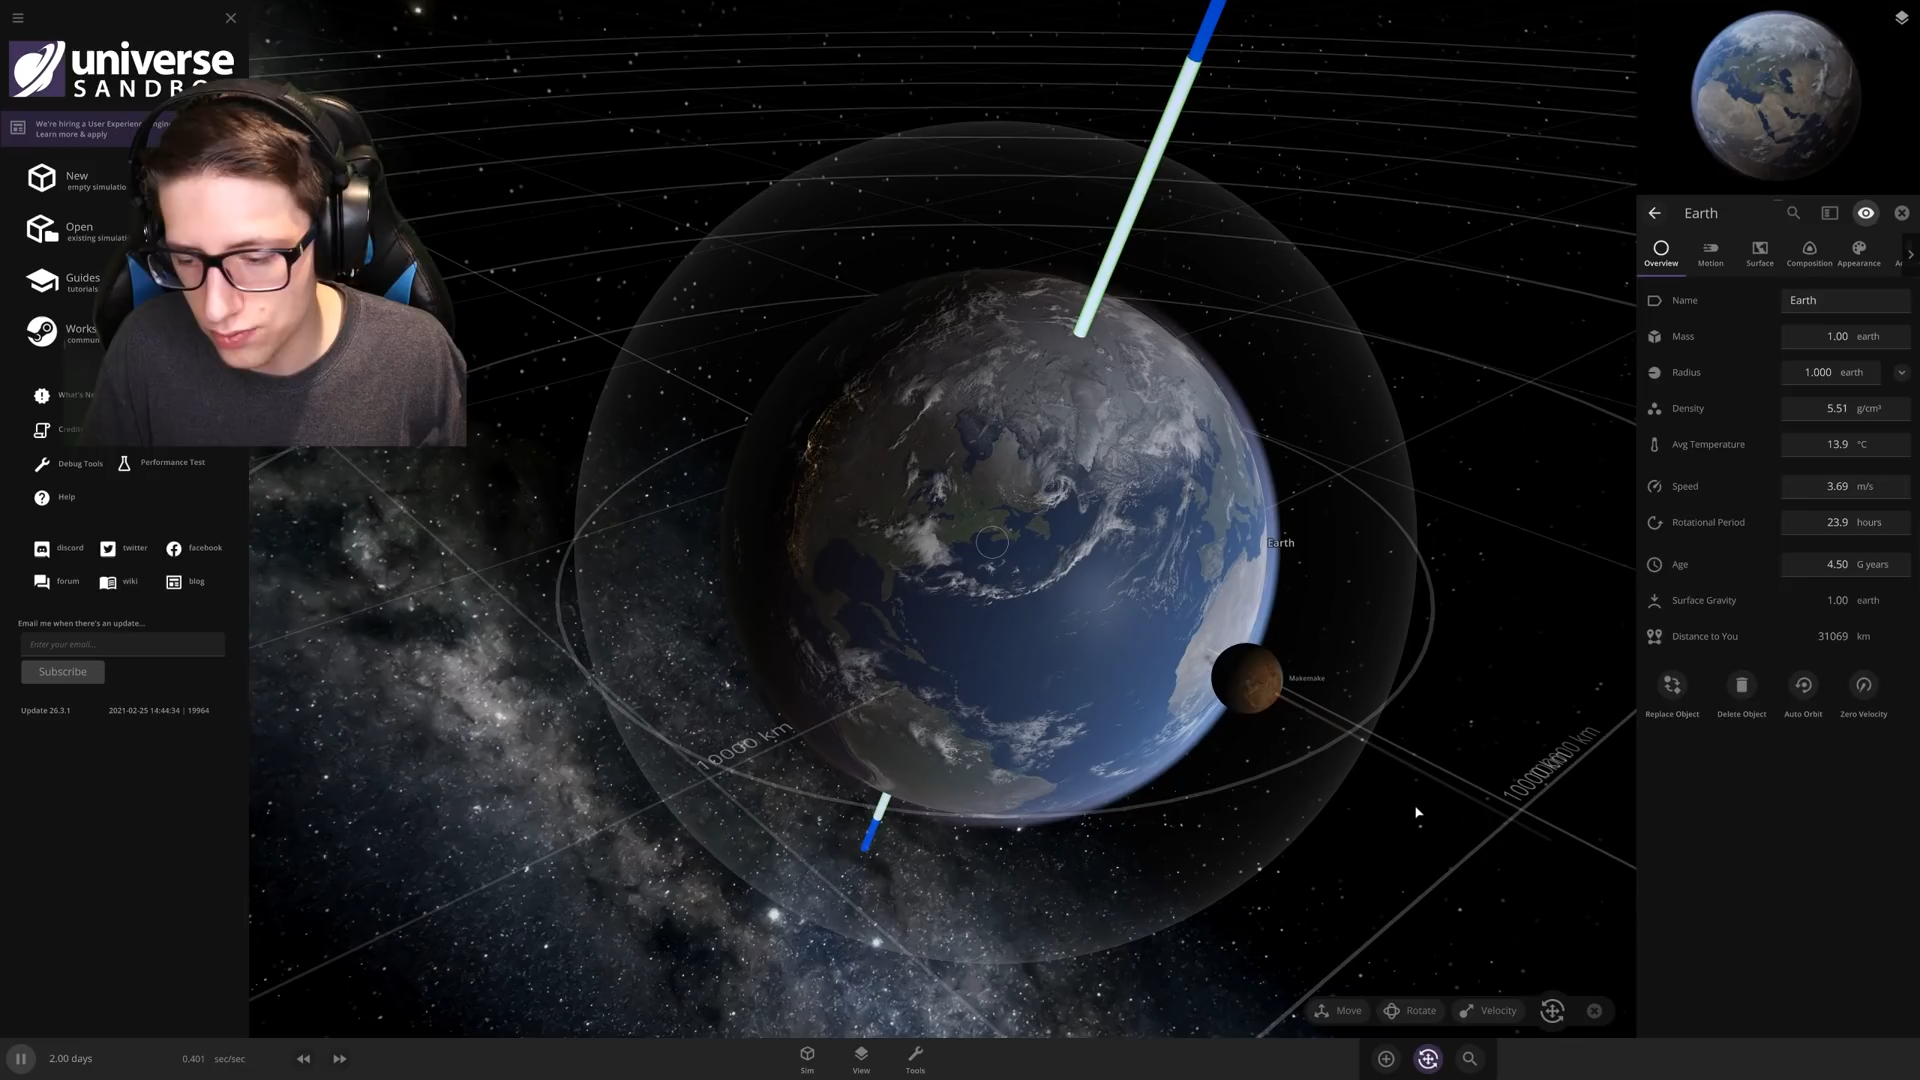 universe
SANDBO
We're hiring a User Experienc
Learn more & apply
New
empty simulatio
Open
existing simulati
Guides
tutorials
Works
commun
What's Ne
Cre
Debug Tools
Performance Test
Help
discord
twitter
facebook
forum
wiki
blog
Email me when there's an update...
Enter your email...
Subscribe
Update 26.3.1
2021-02-25 14:44:34 | 19964
2.00 days
0.401 sec/sec
Sim
View
Tools
Earth
Makemake
10000 km
Move
Rotate
Velocity
Earth
Overview
Motion
Surface
Composition
Appearance
Name
Earth
Mass
1.00 earth
Radius
1.000 earth
Density
5.51 g/cm³
Avg Temperature
13.9 °C
Speed
3.69 m/s
Rotational Period
23.9 hours
Age
4.50 G years
Surface Gravity
1.00 earth
Distance to You
31069 km
Replace Object
Delete Object
Auto Orbit
Zero Velocity